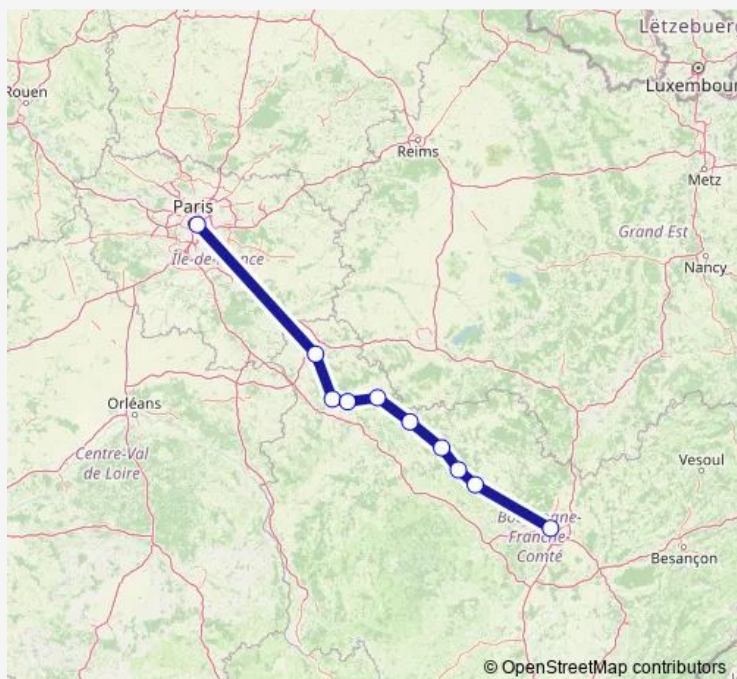 Lëtzebuerg
Rouen
Luxembour
Reims
Metz
Paris
Grand Est
Île-de-France
Nancy
Orléans
Centre-Val
de Loire
Vesoul
Bourgogne-
Franche-
Comté
Besançon
© OpenStreetMap contributors